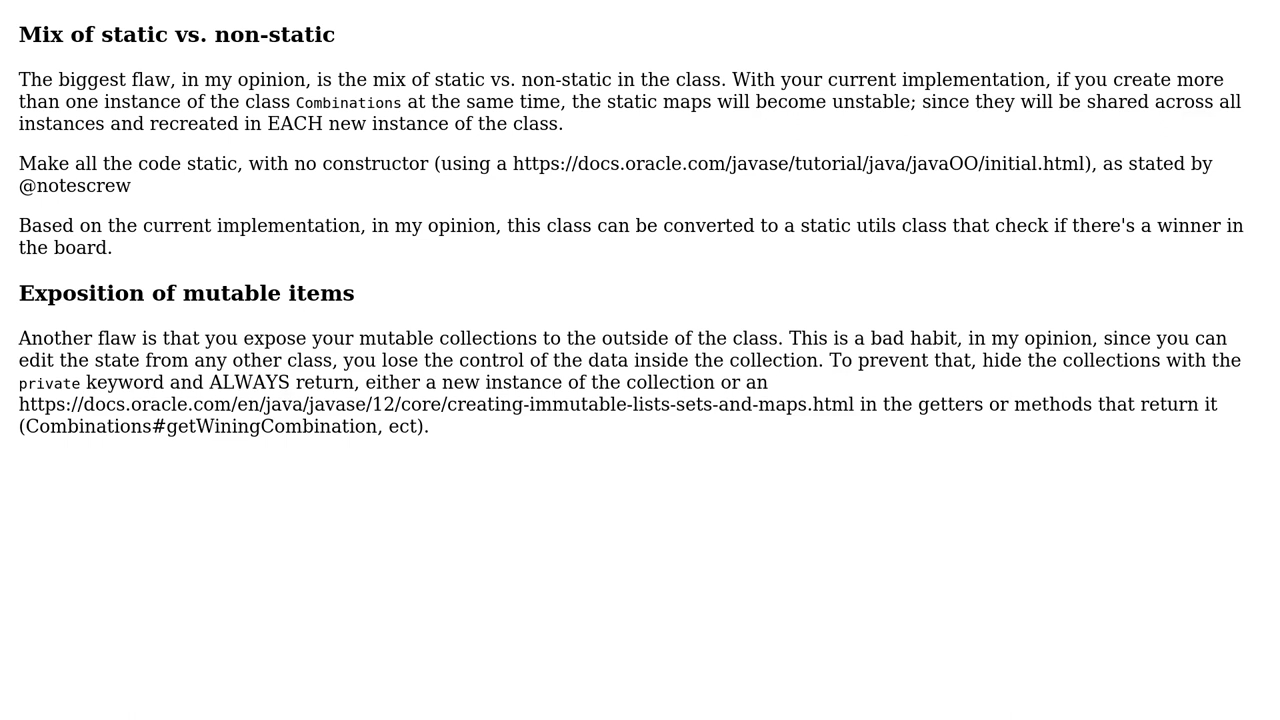 Mix of static vs. non-static
The biggest flaw, in my opinion, is the mix of static vs. non-static in the class. With your current implementation, if you create more
than one instance of the class Combinations at the same time, the static maps will become unstable; since they will be shared across all
instances and recreated in EACH new instance of the class.
Make all the code static, with no constructor (using a https://docs.oracle.com/javase/tutorial/java/javaOO/initial.html), as stated by
@notescrew
Based on the current implementation, in my opinion, this class can be converted to a static utils class that check if there's a winner in
the board.
Exposition of mutable items
Another flaw is that you expose your mutable collections to the outside of the class. This is a bad habit, in my opinion, since you can
edit the state from any other class, you lose the control of the data inside the collection. To prevent that, hide the collections with the
private keyword and ALWAYS return, either a new instance of the collection or an
https://docs.oracle.com/en/java/javase/12/core/creating-immutable-lists-sets-and-maps.html in the getters or methods that return it
(Combinations#getWiningCombination, ect).